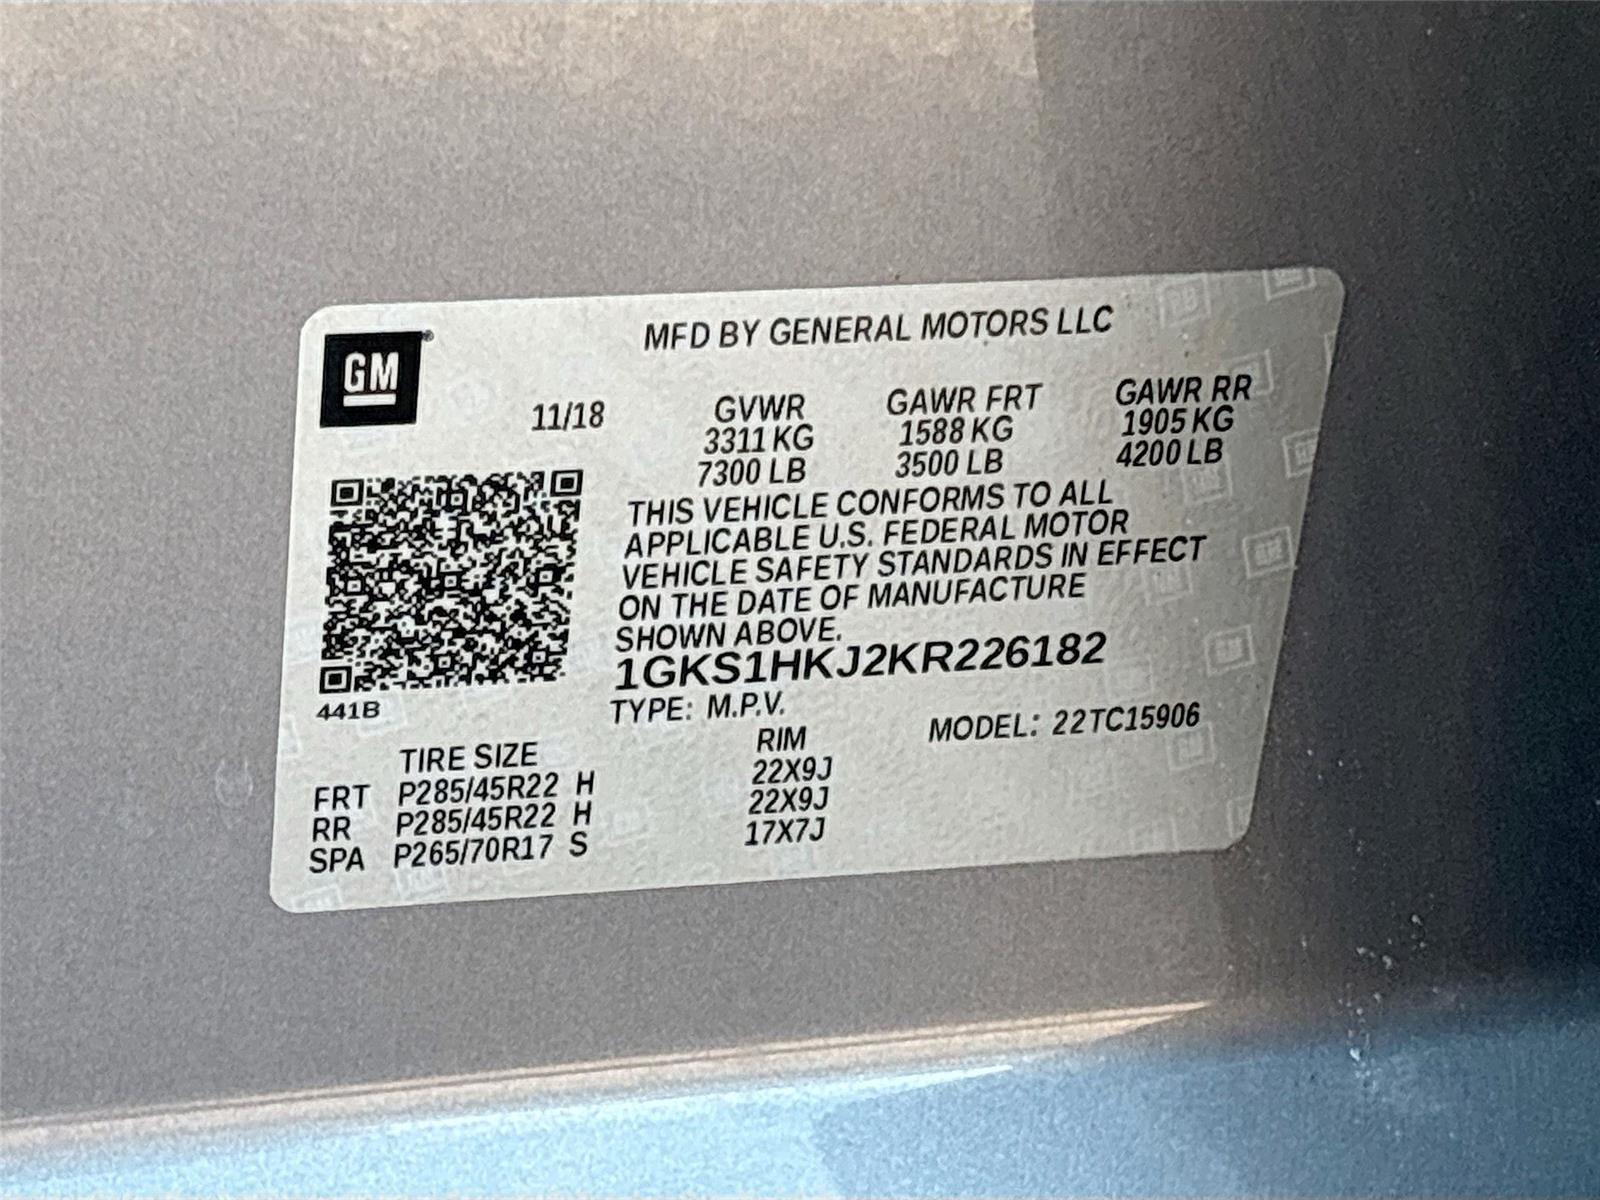 GM
MFD BY GENERAL MOTORS LLC
11/18 GVWR GAWR FRT GAWR RR
3311 KG 1588 KG 1905 KG
7300 LB 3500 LB 4200 LB
THIS VEHICLE CONFORMS TO ALL
APPLICABLE U.S. FEDERAL MOTOR
VEHICLE SAFETY STANDARDS IN EFFECT
ON THE DATE OF MANUFACTURE
SHOWN ABOVE.
1GKS1HKJ2KR226182
441B
TYPE: M.P.V. MODEL: 22TC15906
TIRE SIZE RIM
FRT P285/45R22 H 22X9J
RR P285/45R22 H 22X9J
SPA P265/70R17 S 17X7J